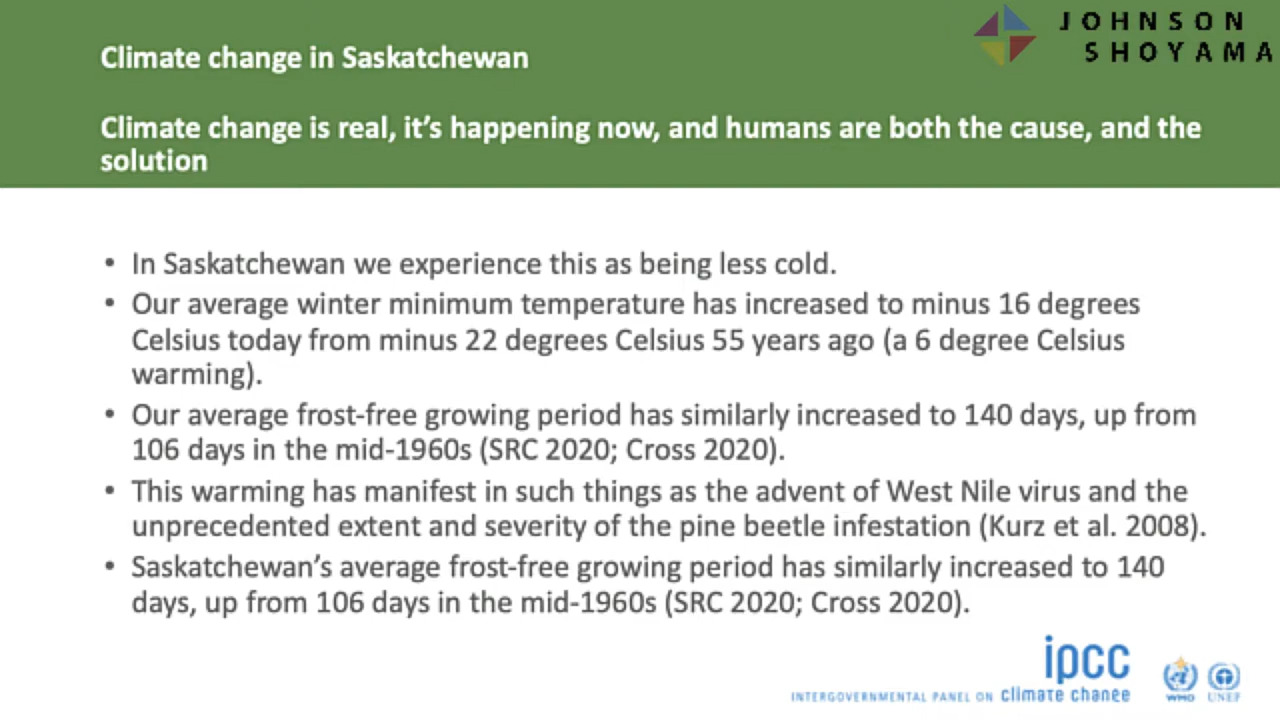 JOHNSON
SHOYAMA
Climate change in Saskatchewan
Climate change is real, it's happening now, and humans are both the cause, and the
solution
• In Saskatchewan we experience this as being less cold.
• Our average winter minimum temperature has increased to minus 16 degrees
Celsius today from minus 22 degrees Celsius 55 years ago (a 6 degree Celsius
warming).
• Our average frost-free growing period has similarly increased to 140 days, up from
106 days in the mid-1960s (SRC 2020; Cross 2020).
• This warming has manifest in such things as the advent of West Nile virus and the
unprecedented extent and severity of the pine beetle infestation (Kurz et al. 2008).
• Saskatchewan's average frost-free growing period has similarly increased to 140
days, up from 106 days in the mid-1960s (SRC 2020; Cross 2020).
ipcc
INTERGOVERNMENTAL PANEL ON climate change
WMO UNEP